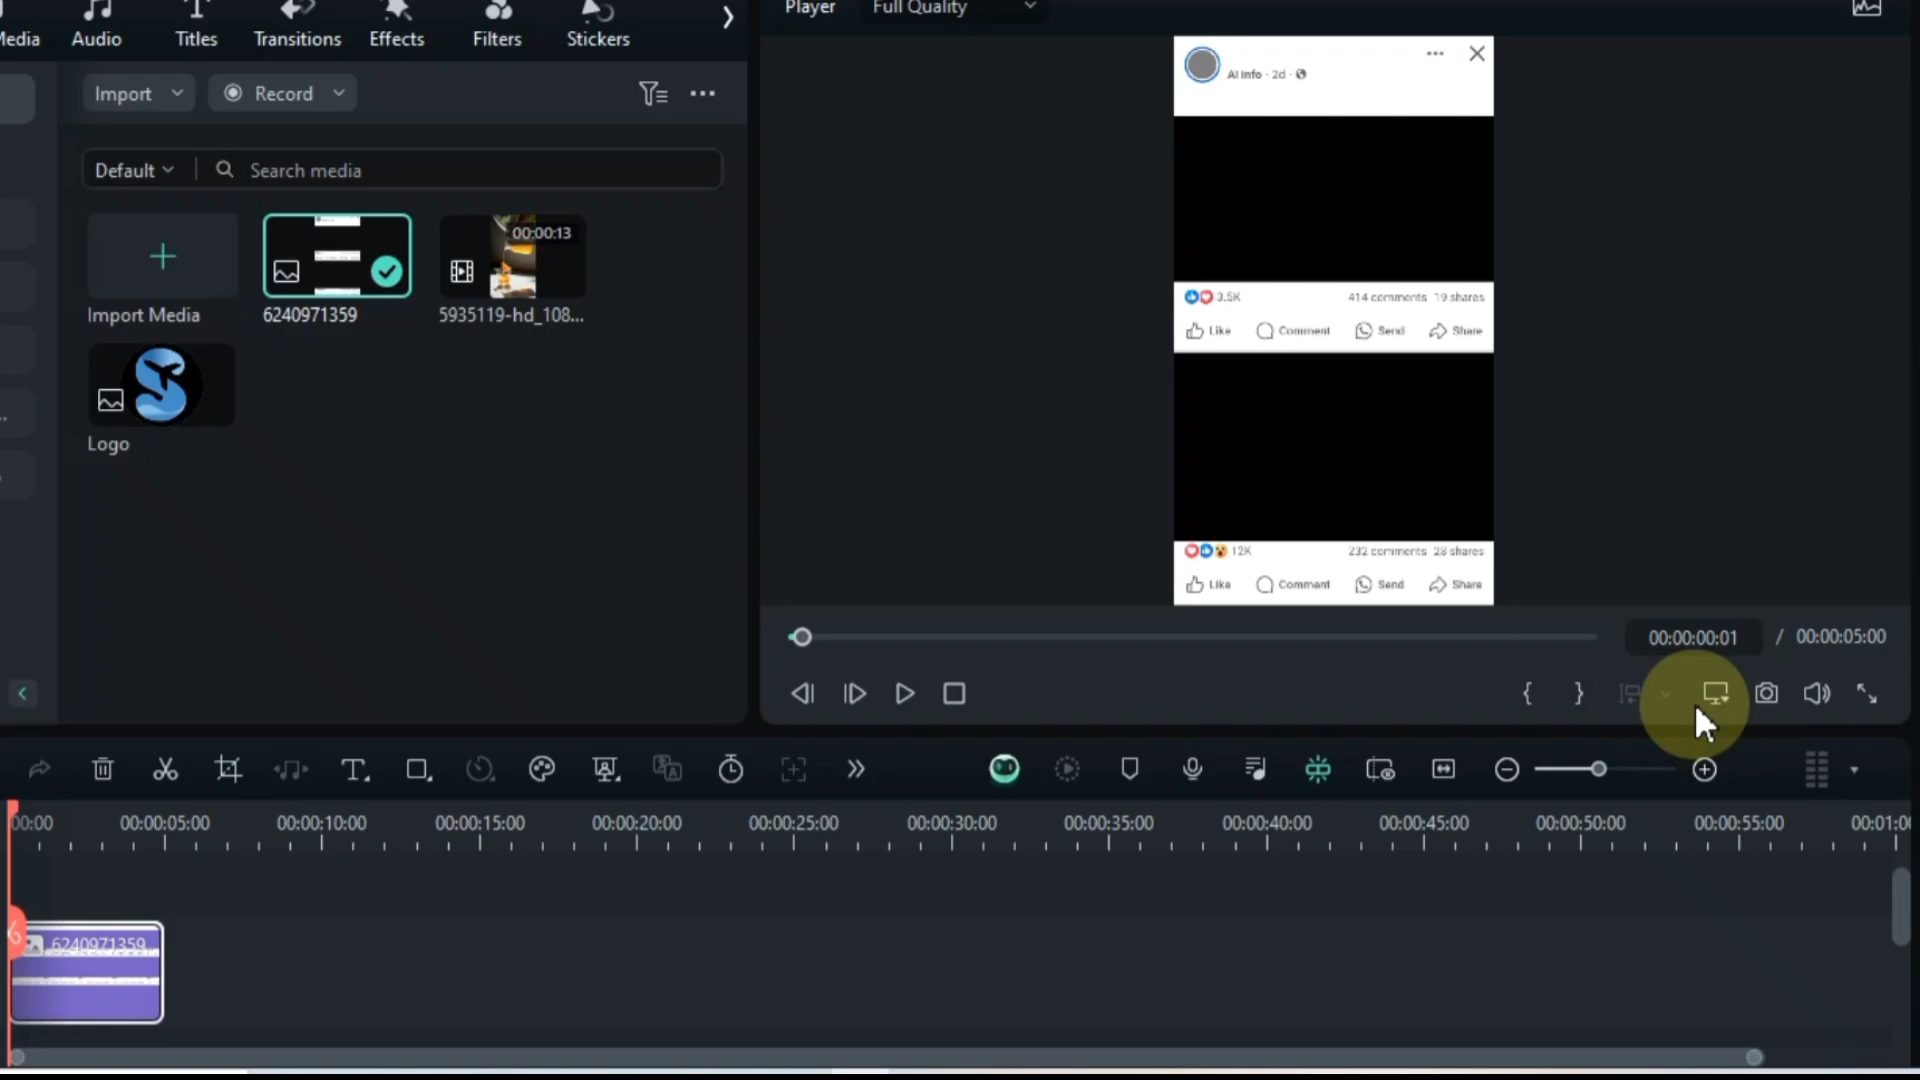 Media
Audio
Titles
Transitions
Effects
Filters
Stickers
Player
Full Quality
Import
Record
Default
Search media
00:00:13
Import Media
6240971359
5935119-hd_108...
Logo
AI info · 2d ·
3.5K
414 comments 19 shares
Like
Comment
Send
Share
12K
232 comments 28 shares
Like
Comment
Send
Share
00:00:00:01 / 00:00:05:00
00:00
00:00:05:00
00:00:10:00
00:00:15:00
00:00:20:00
00:00:25:00
00:00:30:00
00:00:35:00
00:00:40:00
00:00:45:00
00:00:50:00
00:00:55:00
00:01:0
6240971359